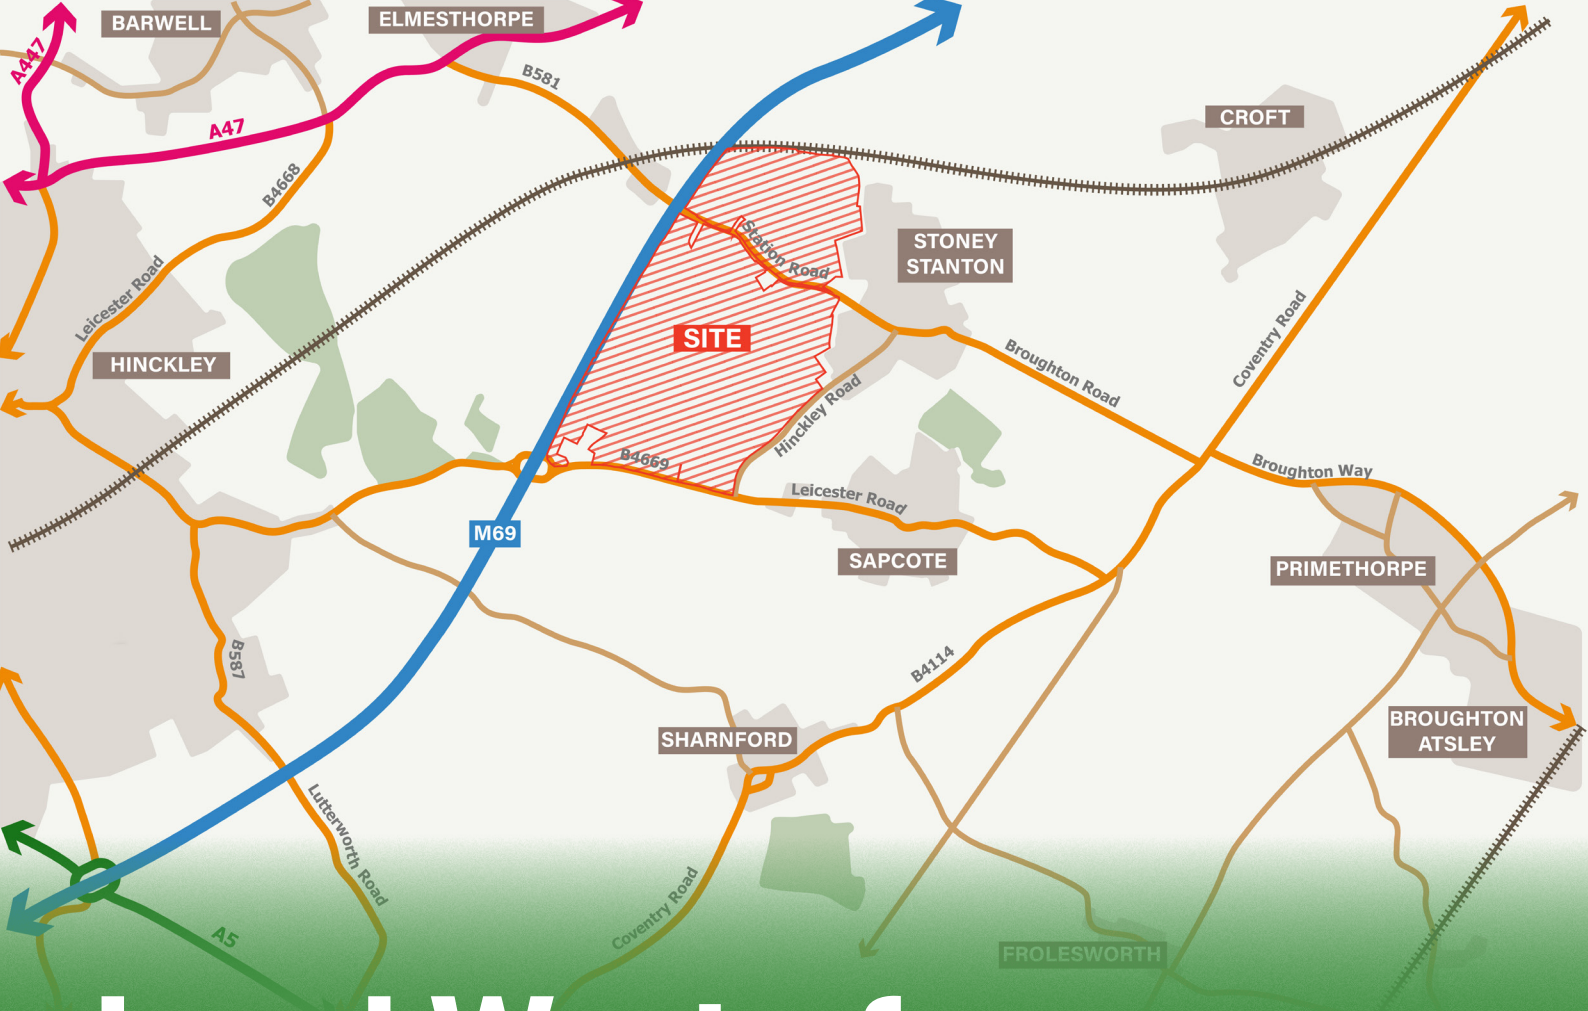 BARWELL
ELMESTHORPE
A447
A47
B581
B4668
CROFT
STONEY
STANTON
Station Road
Leicester Road
HINCKLEY
SITE
Coventry Road
Broughton Road
Hinckley Road
B4669
Leicester Road
Broughton Way
M69
SAPCOTE
PRIMETHORPE
B587
B4114
SHARNFORD
BROUGHTON
ATSLEY
Lutterworth Road
Coventry Road
A5
FROLESWORTH